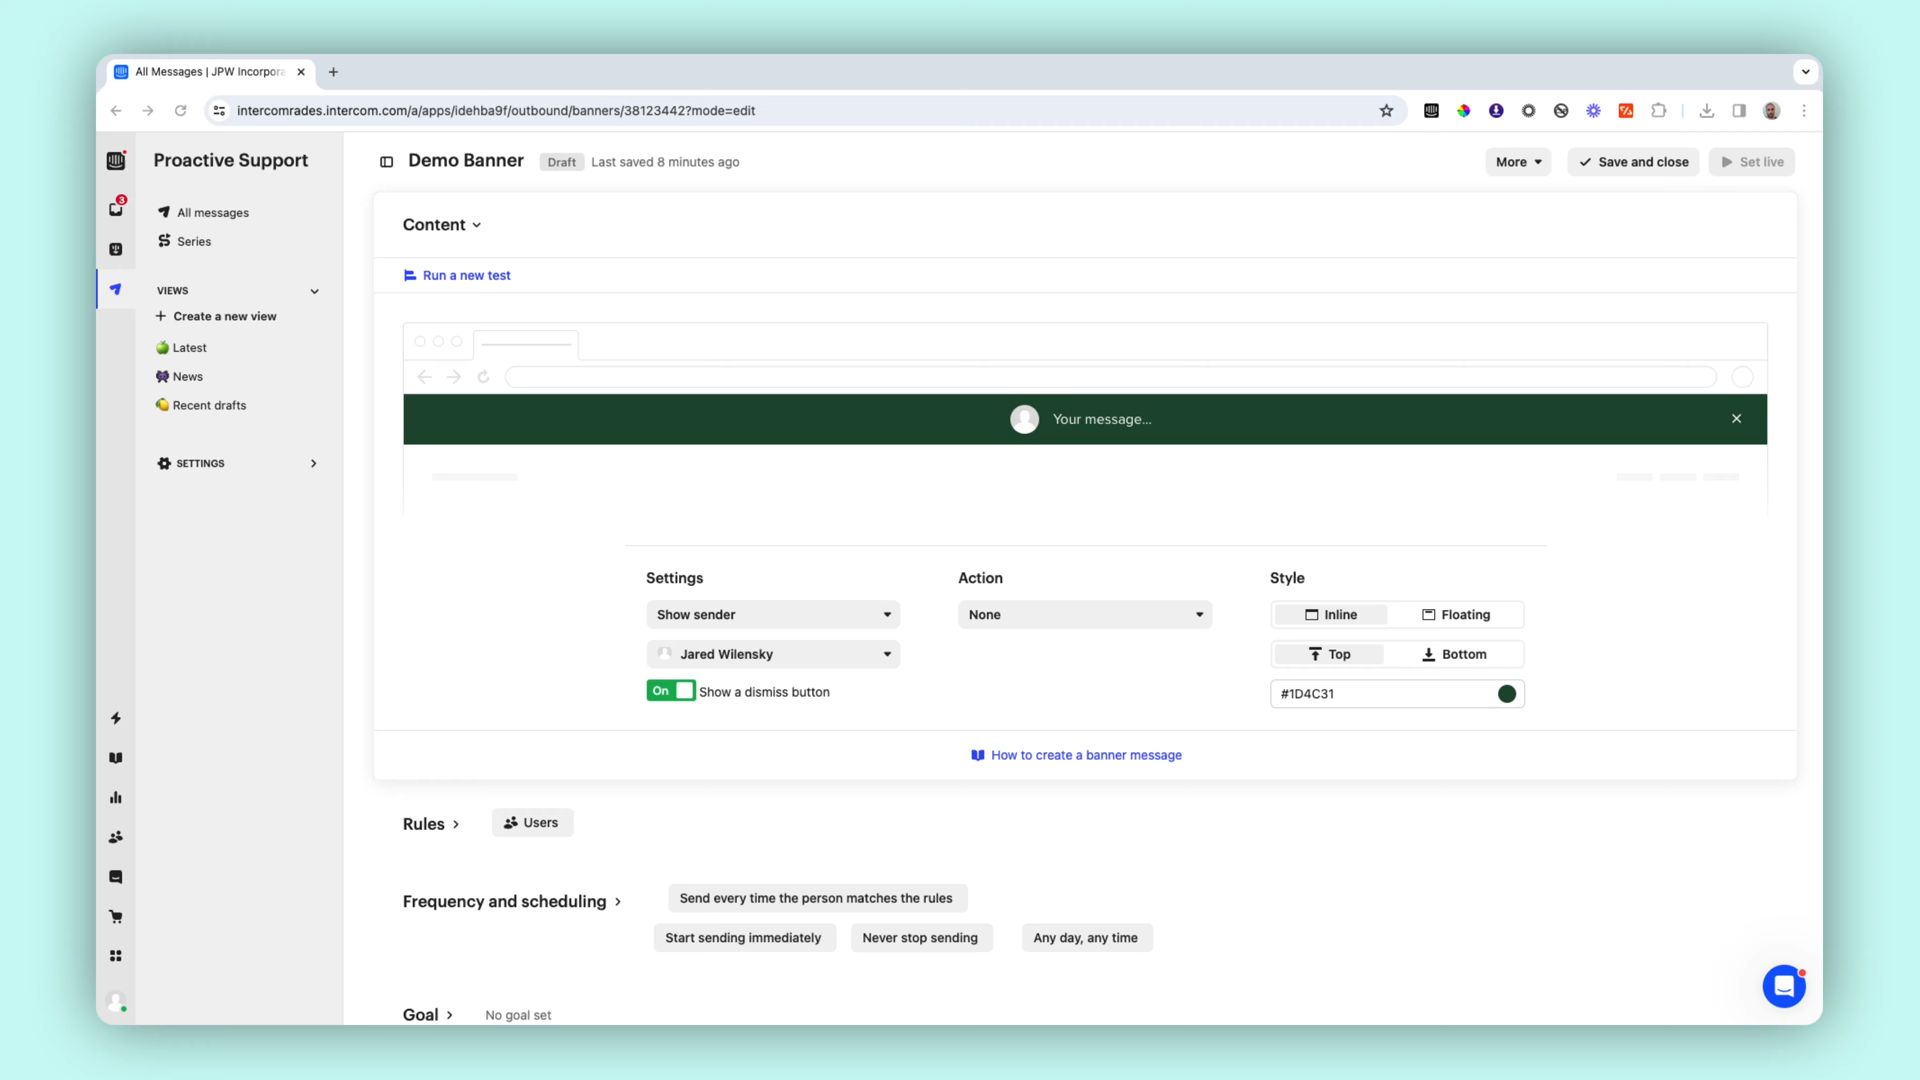 All Messages | JPW Incorpora
intercomrades.intercom.com/a/apps/idehba9f/outbound/banners/38123442?mode=edit
Proactive Support
3
All messages
Series
VIEWS
Create a new view
Latest
News
Recent drafts
SETTINGS
Demo Banner Draft Last saved 8 minutes ago
More Save and close Set live
Content
Run a new test
Your message...
Settings
Show sender
Jared Wilensky
On Show a dismiss button
Action
None
Style
Inline Floating
Top Bottom
#1D4C31
How to create a banner message
Rules Users
Frequency and scheduling Send every time the person matches the rules
Start sending immediately Never stop sending Any day, any time
Goal No goal set